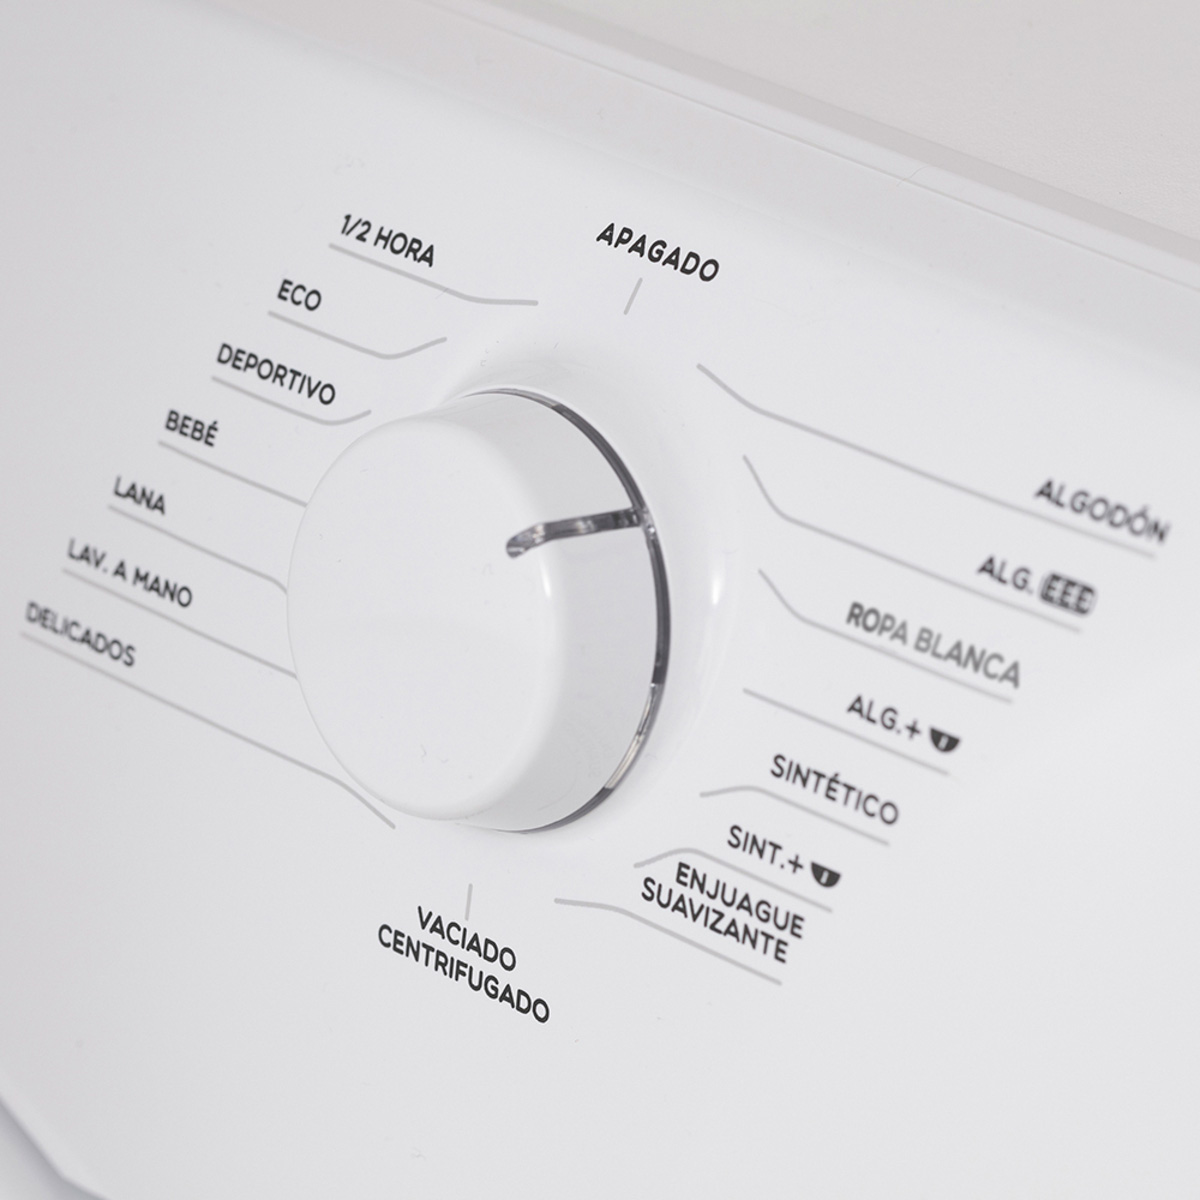 APAGADO
1/2 HORA
ECO
DEPORTIVO
BEBÉ
LANA
LAV. A MANO
DELICADOS
ALGODÓN
ALG. EEE
ROPA BLANCA
ALG.+
SINTÉTICO
SINT.+
ENJUAGUE
SUAVIZANTE
VACIADO
CENTRIFUGADO